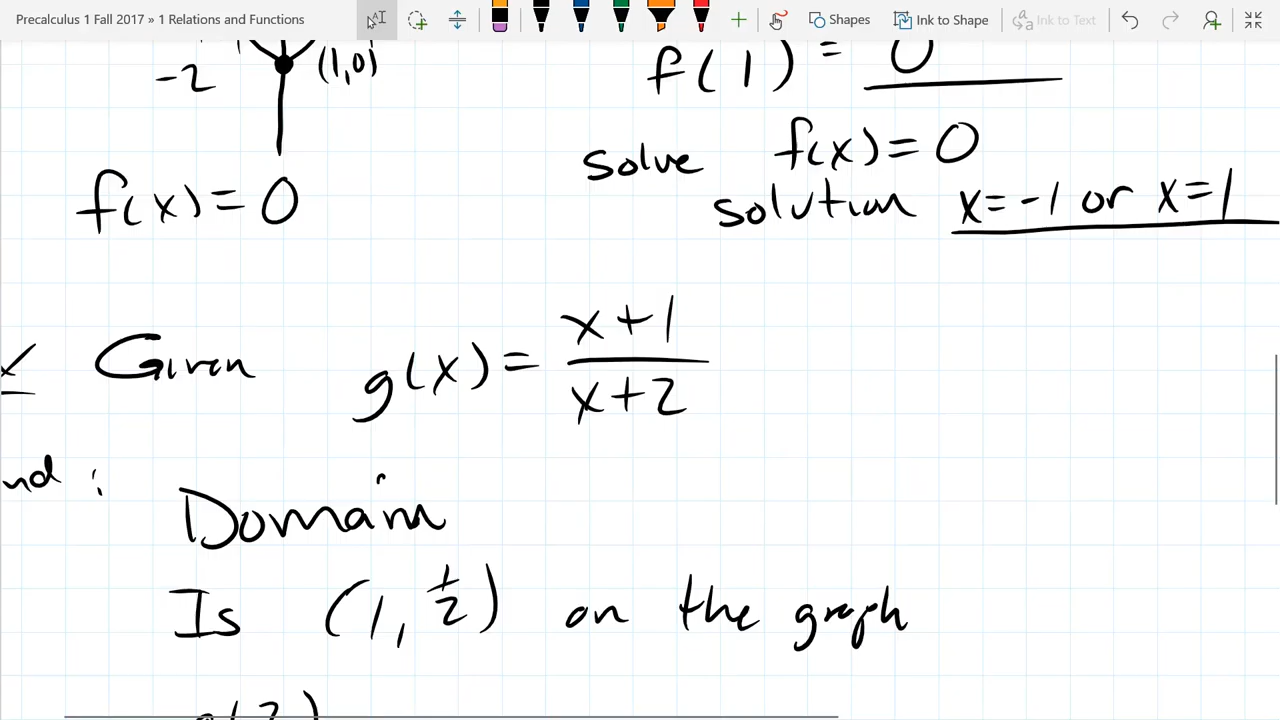 Precalculus 1 Fall 2017 » 1 Relations and Functions
Shapes
Ink to Shape
Ink to Text
-2
(1,0)
f(1) = 0
solve f(x) = 0
f(x) = 0
solution x = -1 or x = 1
Given g(x) = x+1
x+2
nd :
Domain
Is (1, 1/2) on the graph